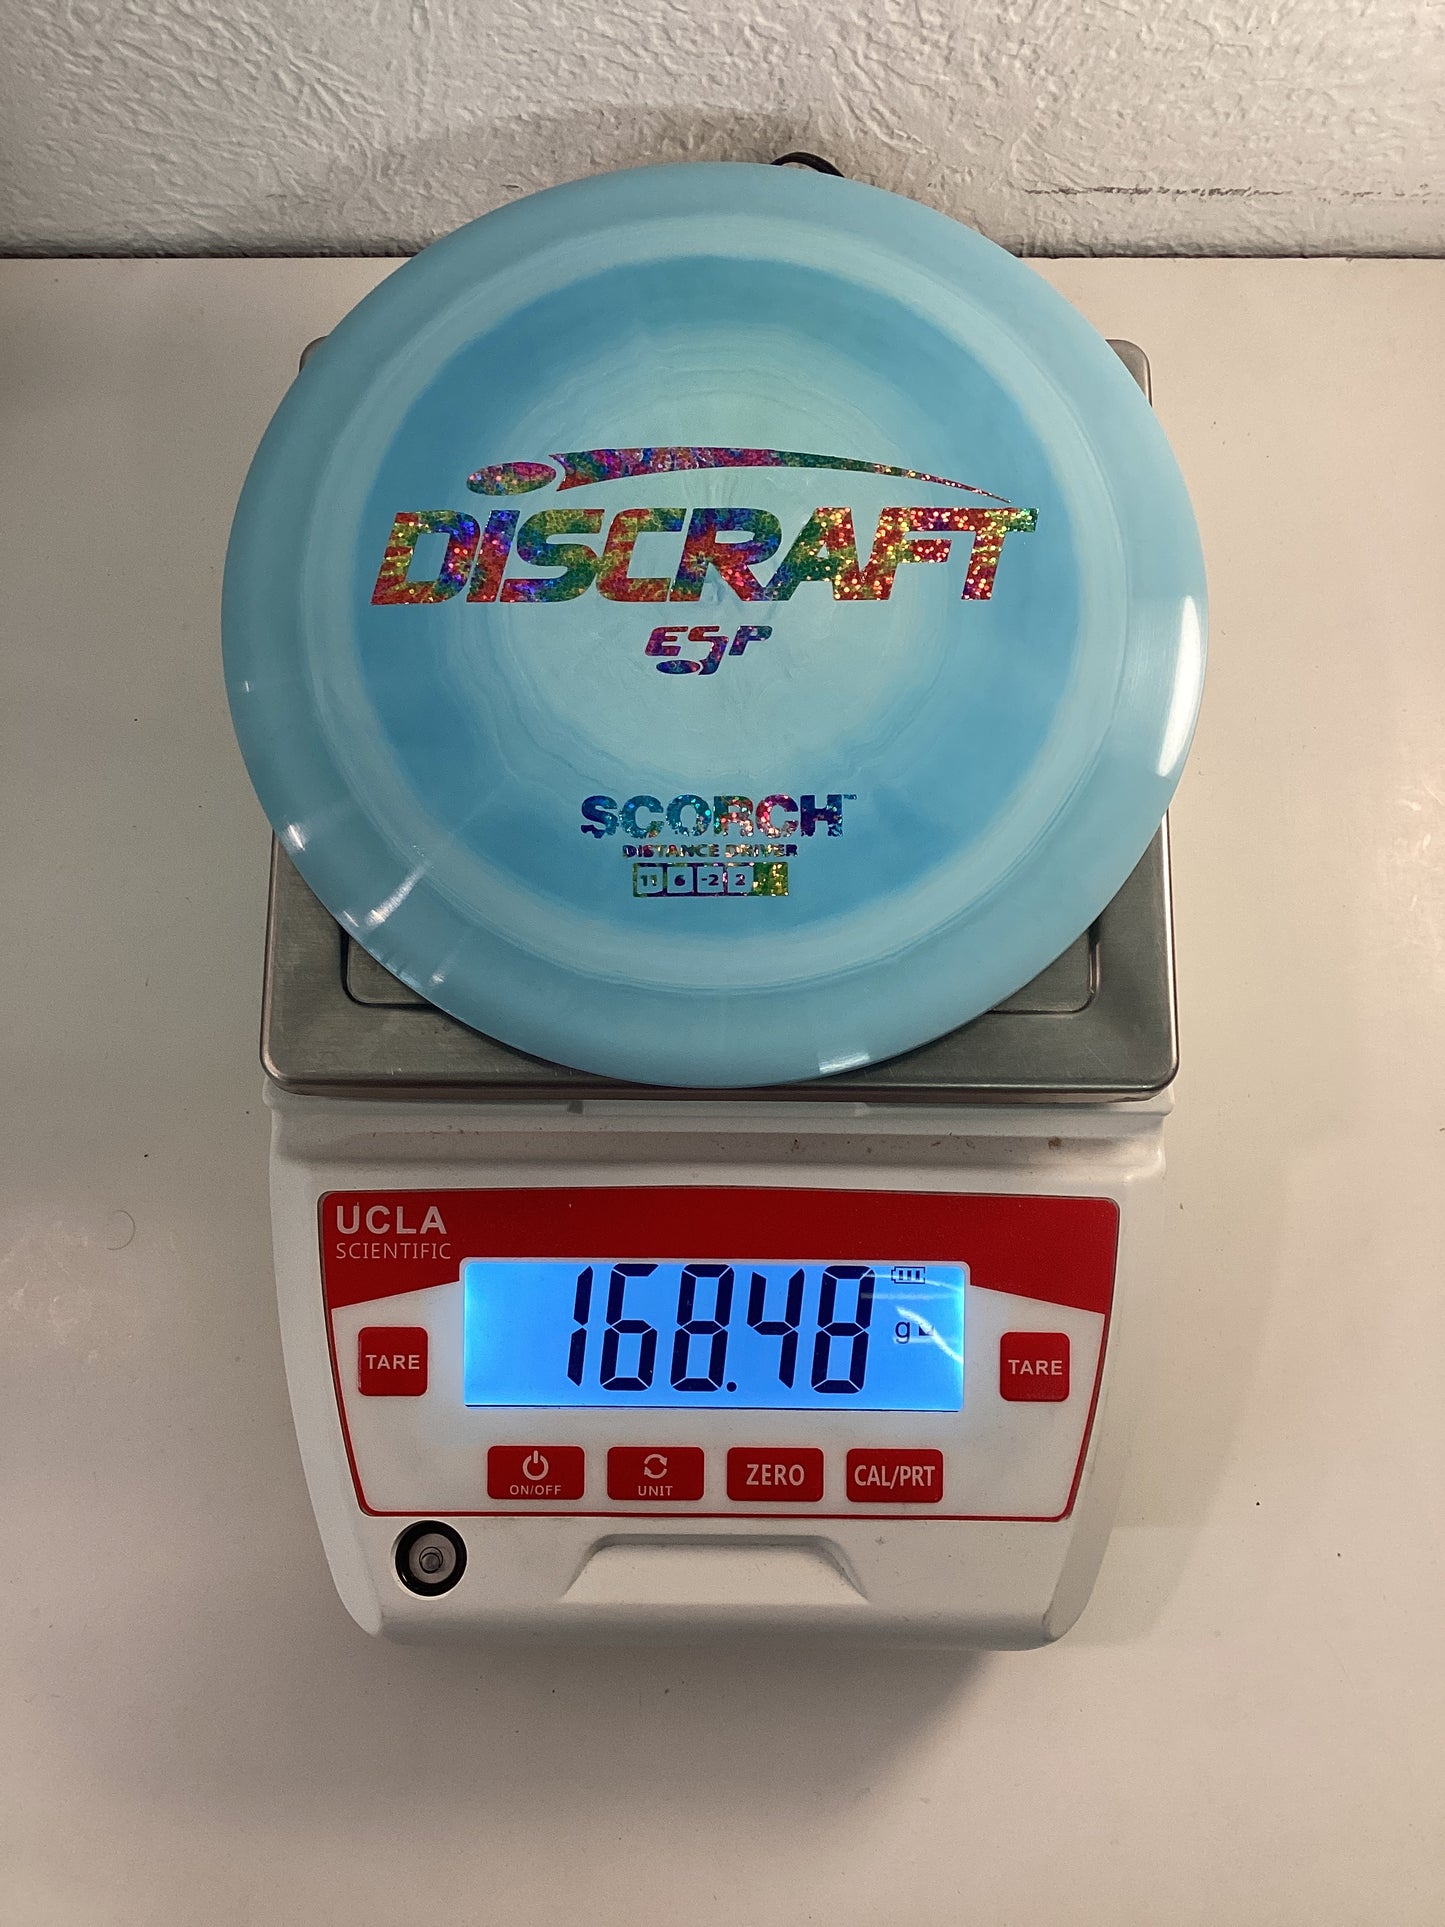 DISCRAFT
ESP
SCORCH™
DISTANCE DRIVER
11 6 -2 2
UCLA
SCIENTIFIC
168.48 g
TARE
TARE
ON/OFF
UNIT
ZERO
CAL/PRT